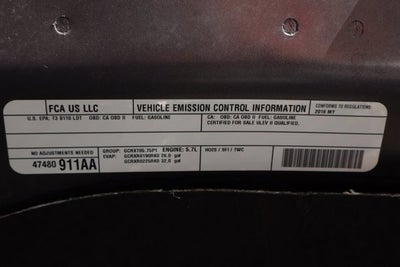 FCA US LLC
VEHICLE EMISSION CONTROL INFORMATION
CONFORMS TO REGULATIONS
2016 MY
U.S. EPA: T3 B110 LDT OBD: CA OBD II FUEL: GASOLINE
CA: OBD: CA OBD II FUEL: GASOLINE
CERTIFIED FOR SALE ULEV II QUALIFIED.
NO ADJUSTMENTS NEEDED
47480 911AA
GROUP: ENGINE: 5.7L
EVAP:
HO2S / SFI / TWC